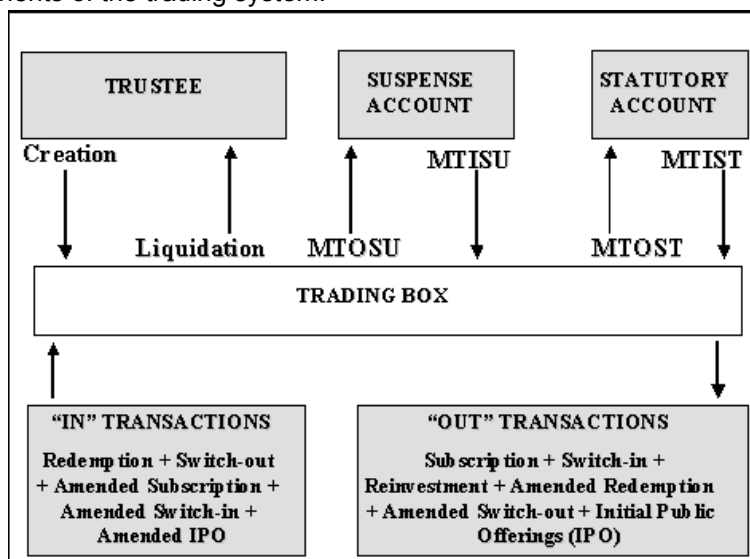 nents of the trading system.
TRUSTEE
SUSPENSE
ACCOUNT
STATUTORY
ACCOUNT
Creation
MTISU
MTIST
Liquidation
MTOSU
MTOST
TRADING BOX
"IN" TRANSACTIONS
Redemption + Switch-out
+ Amended Subscription +
Amended Switch-in +
Amended IPO
"OUT" TRANSACTIONS
Subscription + Switch-in +
Reinvestment + Amended Redemption
+ Amended Switch-out + Initial Public
Offerings (IPO)